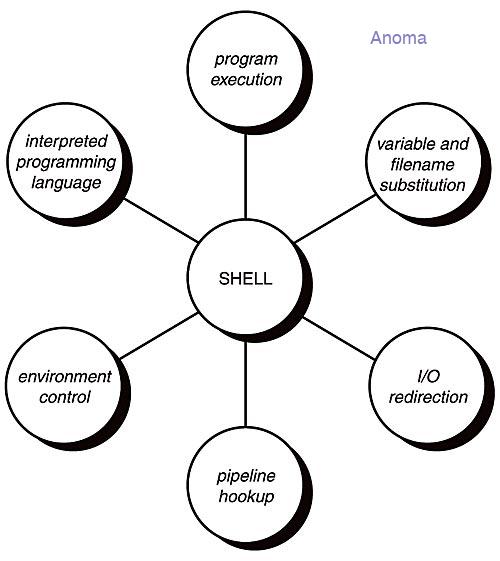 Anoma
program
execution
interpreted
programming
language
variable and
filename
substitution
SHELL
environment
control
I/O
redirection
pipeline
hookup